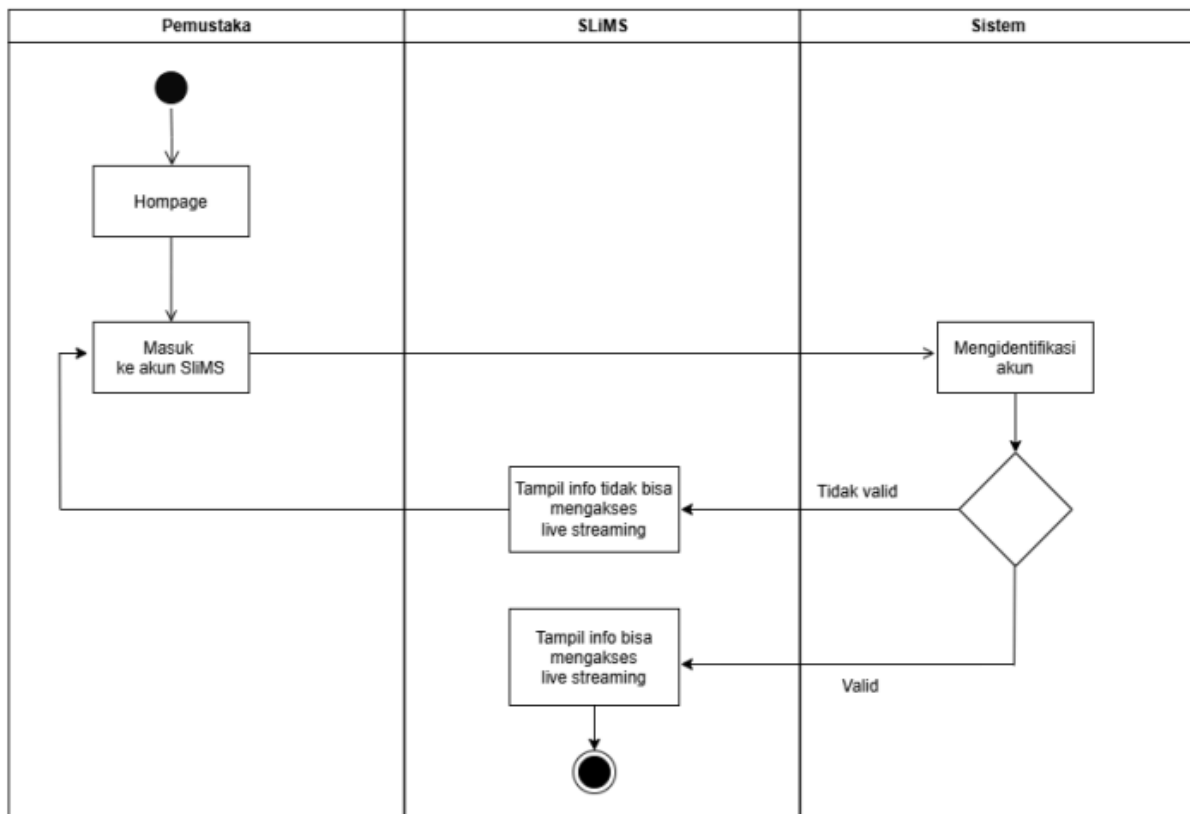 Pemustaka
SLiMS
Sistem
Hompage
Masuk
ke akun SliMS
Mengidentifikasi
akun
Tampil info tidak bisa
mengakses
live streaming
Tidak valid
Tampil info bisa
mengakses
live streaming
Valid